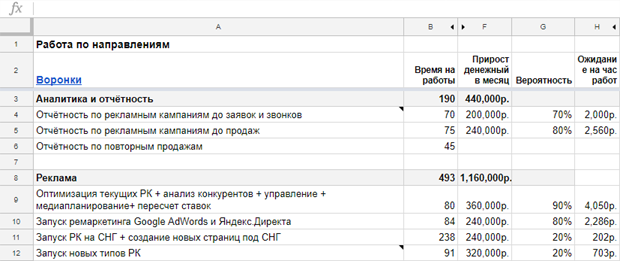 fx
A B F G H
1 Работа по направлениям
2 Воронки Время на работы Прирост денежный в месяц Вероятность Ожидание на час работ
3 Аналитика и отчётность 190 440,000р.
4 Отчётность по рекламным кампаниям до заявок и звонков 70 200,000р. 70% 2,000р.
5 Отчётность по рекламным кампаниям до продаж 75 240,000р. 80% 2,560р.
6 Отчётность по повторным продажам 45
7
8 Реклама 493 1,160,000р.
9 Оптимизация текущих РК + анализ конкурентов + управление +
медиапланирование+ пересчет ставок 80 360,000р. 90% 4,050р.
10 Запуск ремаркетинга Google AdWords и Яндекс.Директа 84 240,000р. 80% 2,286р.
11 Запуск РК на СНГ + создание новых страниц под СНГ 238 240,000р. 20% 202р.
12 Запуск новых типов РК 91 320,000р. 20% 703р.